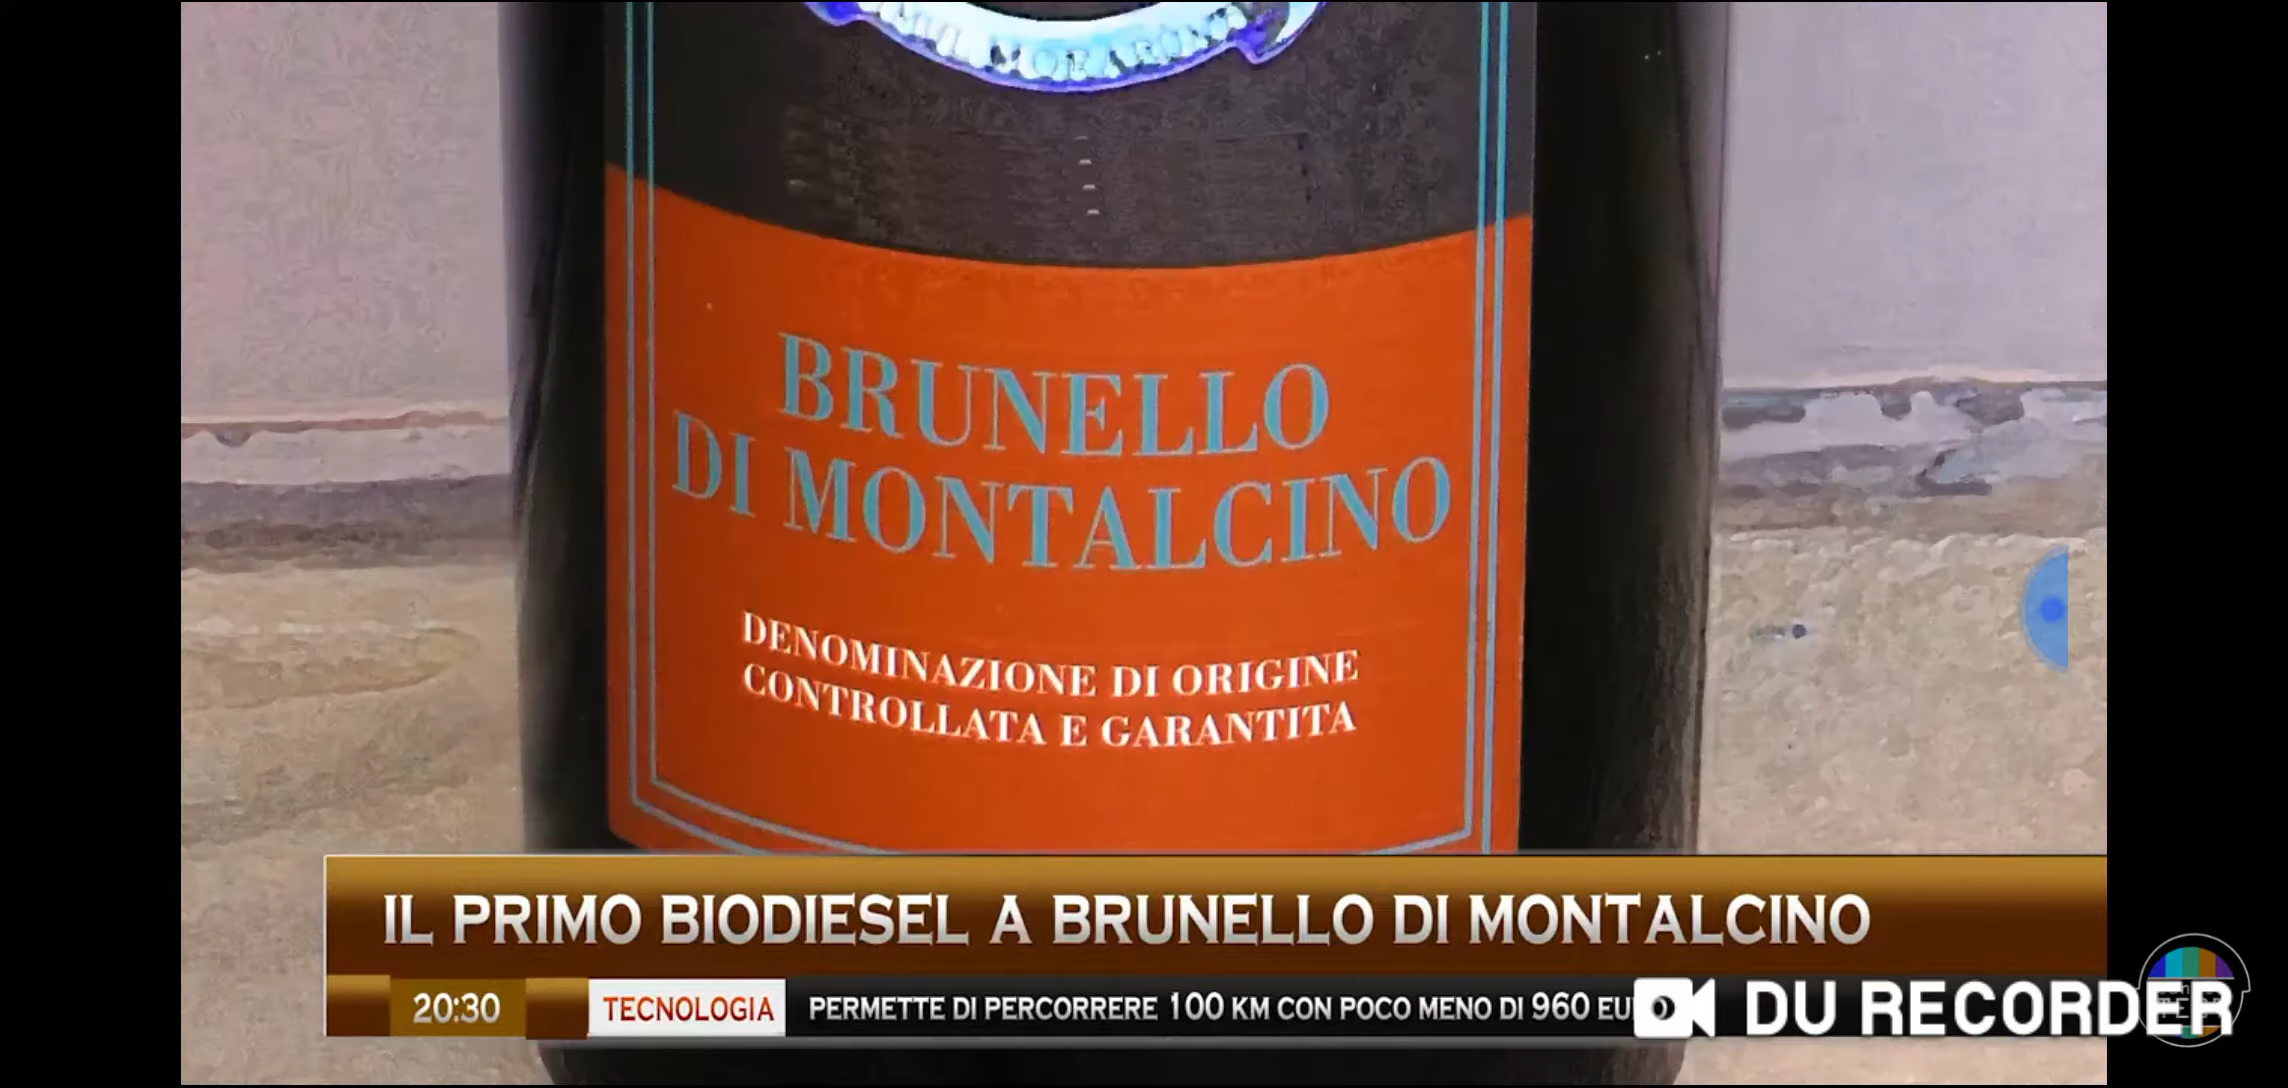 BRUNELLO
DI MONTALCINO
DENOMINAZIONE DI ORIGINE
CONTROLLATA E GARANTITA
IL PRIMO BIODIESEL A BRUNELLO DI MONTALCINO
20:30 TECNOLOGIA PERMETTE DI PERCORRERE 100 KM CON POCO MENO DI 960 EURO
DU RECORDER